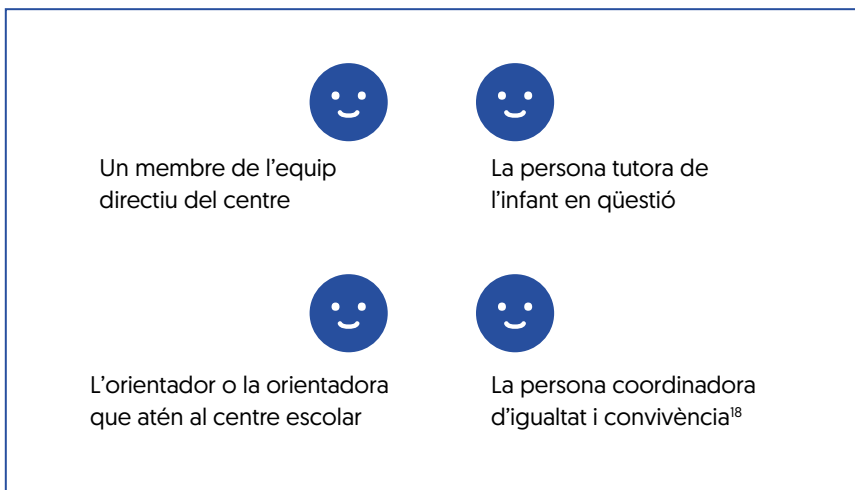 Un membre de l’equip
directiu del centre
La persona tutora de
l’infant en qüestió
L’orientador o la orientadora
que atén al centre escolar
La persona coordinadora
d’igualtat i convivència¹⁸